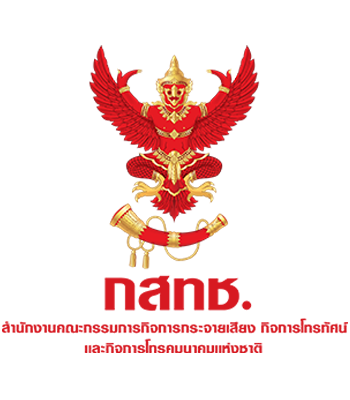 กสทช.
สำนักงานคณะกรรมการกิจการกระจายเสียง กิจการโทรทัศน์
และกิจการโทรคมนาคมแห่งชาติ